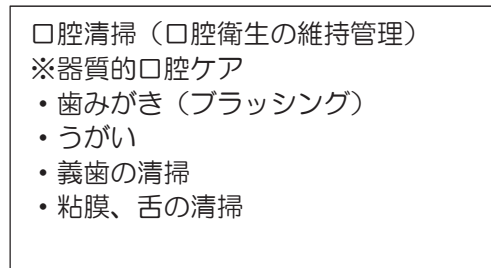 口腔清掃（口腔衛生の維持管理）
※器質的口腔ケア
・歯みがき（ブラッシング）
・うがい
・義歯の清掃
・粘膜、舌の清掃